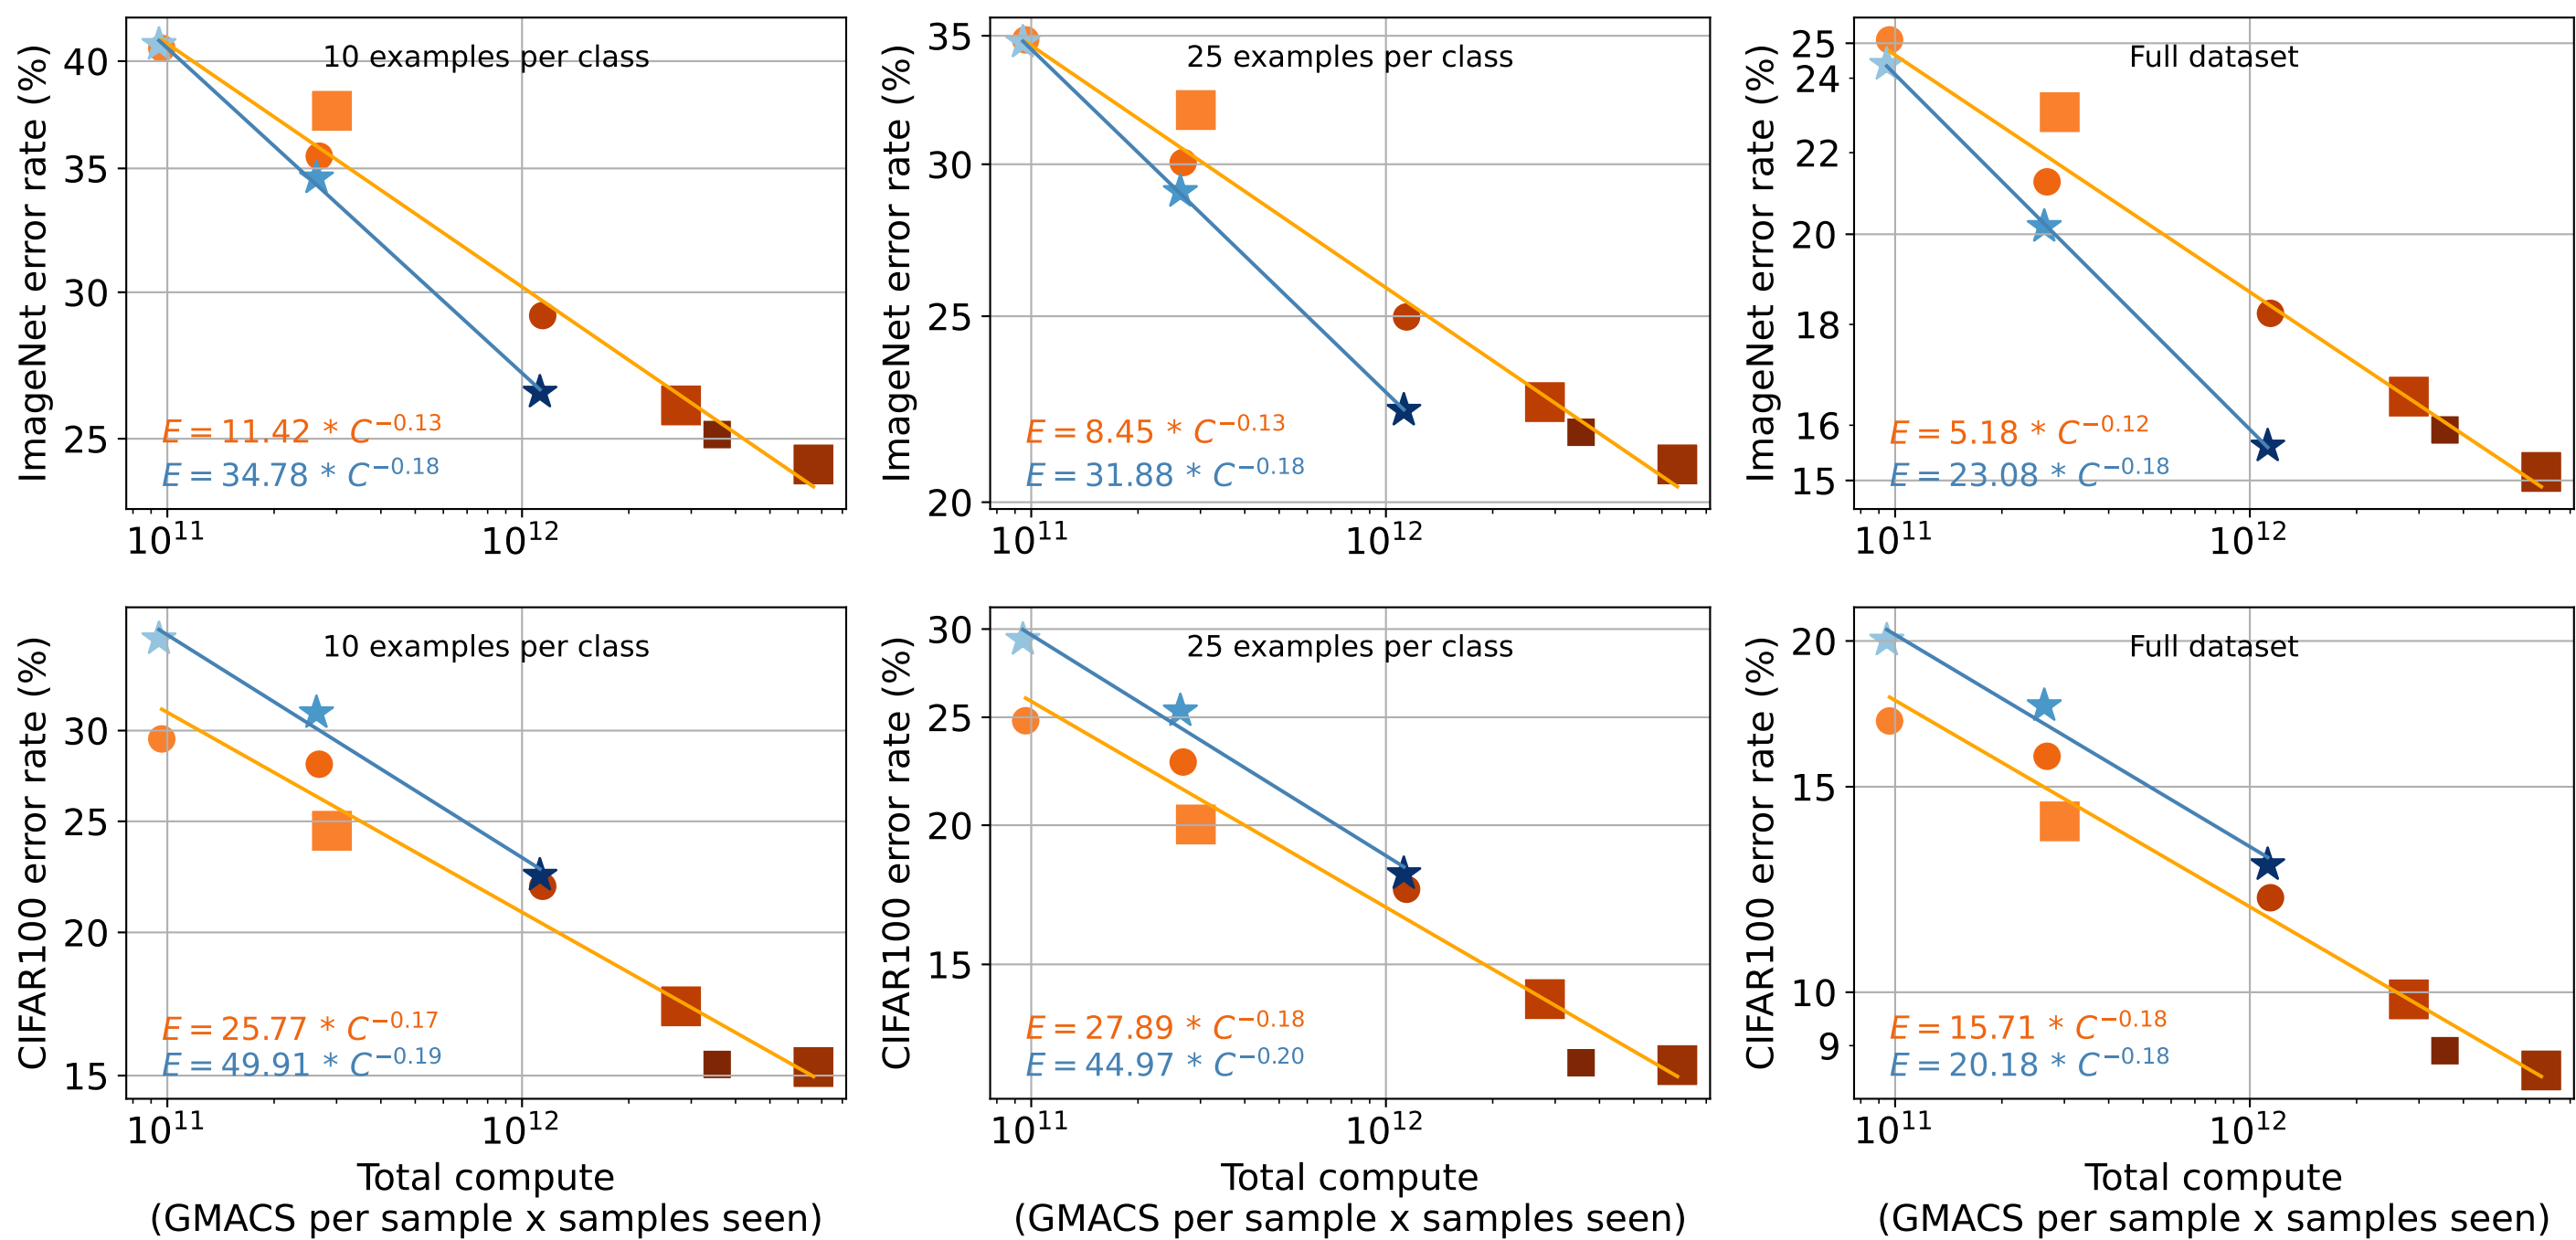 ImageNet error rate (%)
40
35
30
25
10 examples per class
E = 11.42 * C^−0.13
E = 34.78 * C^−0.18
10^11
10^12
ImageNet error rate (%)
35
30
25
20
25 examples per class
E = 8.45 * C^−0.13
E = 31.88 * C^−0.18
10^11
10^12
ImageNet error rate (%)
25
24
22
20
18
16
15
Full dataset
E = 5.18 * C^−0.12
E = 23.08 * C^−0.18
10^11
10^12
CIFAR100 error rate (%)
30
25
20
15
10 examples per class
E = 25.77 * C^−0.17
E = 49.91 * C^−0.19
10^11
10^12
Total compute
(GMACS per sample x samples seen)
CIFAR100 error rate (%)
30
25
20
15
25 examples per class
E = 27.89 * C^−0.18
E = 44.97 * C^−0.20
10^11
10^12
Total compute
(GMACS per sample x samples seen)
CIFAR100 error rate (%)
20
15
10
9
Full dataset
E = 15.71 * C^−0.18
E = 20.18 * C^−0.18
10^11
10^12
Total compute
(GMACS per sample x samples seen)